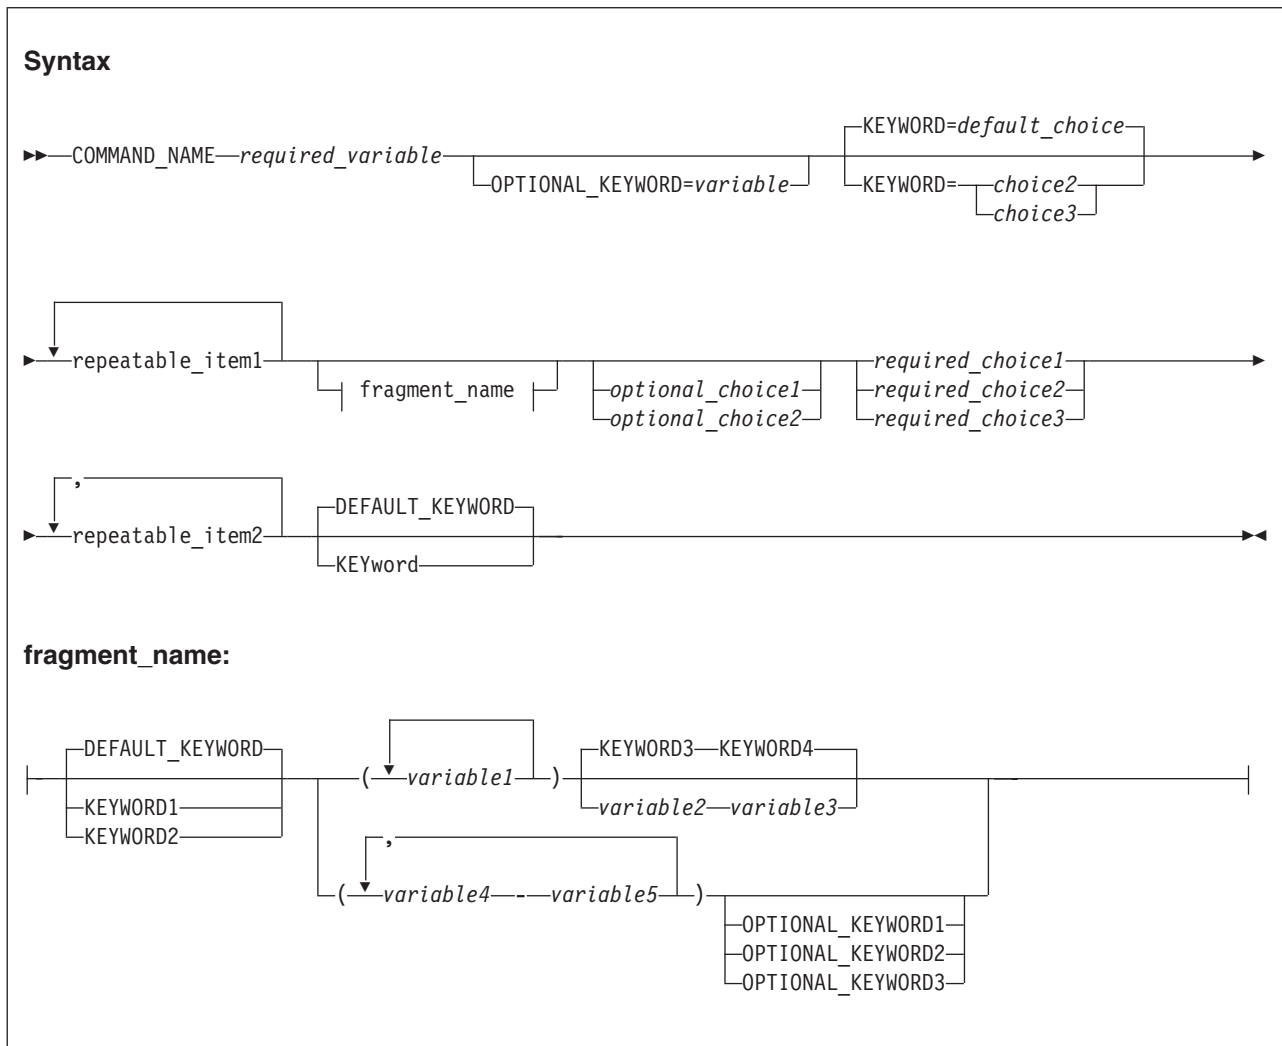 Syntax
KEYWORD=default_choice
COMMAND_NAME required_variable
OPTIONAL_KEYWORD=variable KEYWORD= choice2
choice3
repeatable_item1 required_choice1
fragment_name optional_choice1 required_choice2
optional_choice2 required_choice3
,
DEFAULT_KEYWORD
repeatable_item2
KEYword
fragment_name:
DEFAULT_KEYWORD KEYWORD3 KEYWORD4
( variable1 )
KEYWORD1 variable2 variable3
KEYWORD2
,
( variable4 - variable5 )
OPTIONAL_KEYWORD1
OPTIONAL_KEYWORD2
OPTIONAL_KEYWORD3